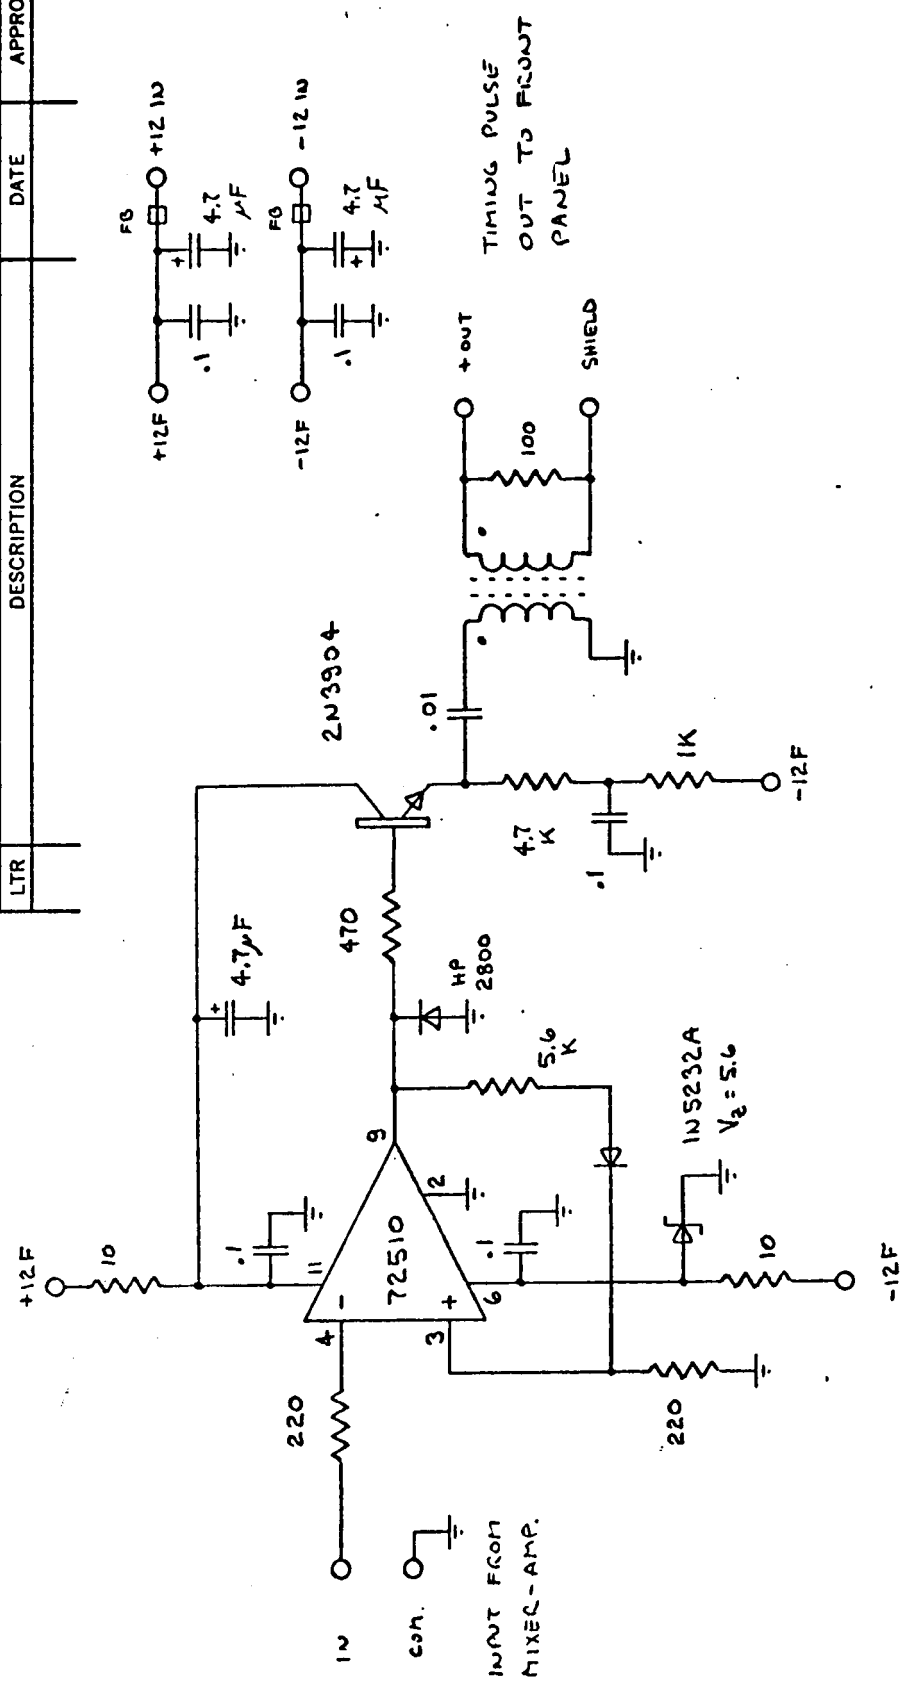 LTR
DESCRIPTION
DATE
APPRO
+12F
+12 IN
FB
+
4.7
µF
.1
-12F
-12 IN
FB
+
4.7
µF
.1
+12F
10
.1
+
4.7µF
2N3904
IN
220
4
-
11
72510
9
3
+
6
2
.1
470
HP
2800
5.6
K
.01
100
+ OUT
SHIELD
TIMING PULSE
OUT TO FRONT
PANEL
COM.
INPUT FROM
MIXER-AMP.
220
1N5232A
Vz = 5.6
10
-12F
4.7
K
.1
1K
-12F